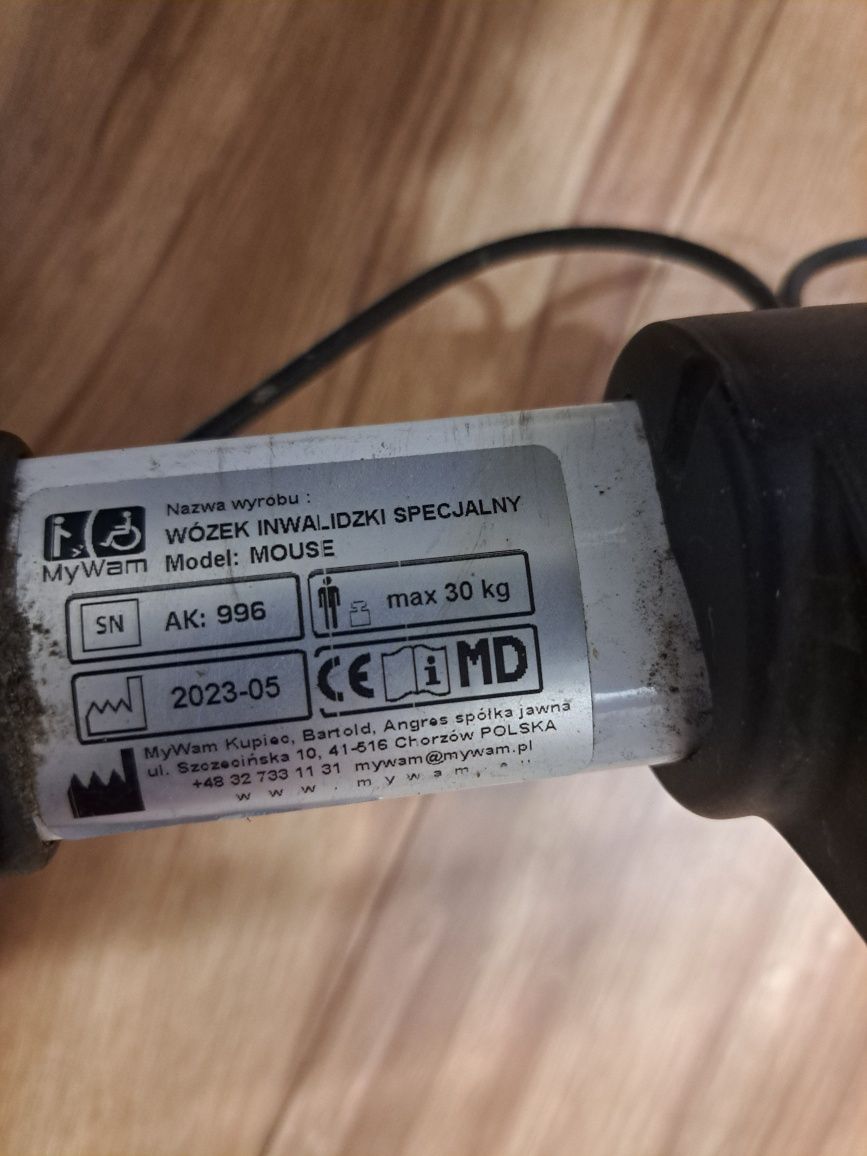 Nazwa wyrobu :
WÓZEK INWALIDZKI SPECJALNY
Model: MOUSE
MyWam
SN AK: 996
max 30 kg
2023-05
CE i MD
MyWam Kupiec, Bartold, Angres spółka jawna
ul. Szczecińska 10, 41-516 Chorzów POLSKA
+48 32 733 11 31 mywam@mywam.pl